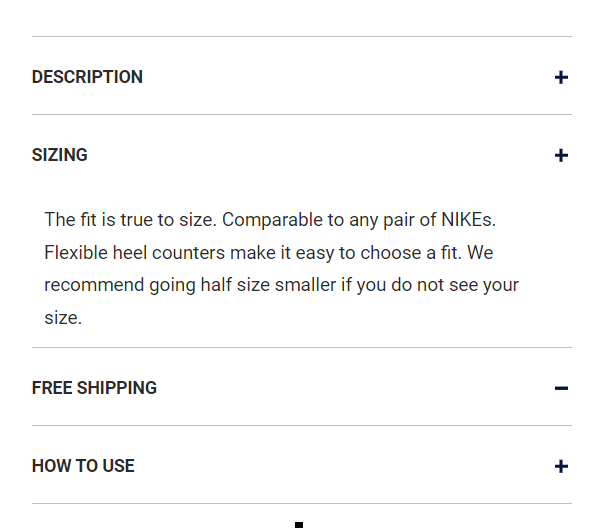 DESCRIPTION
SIZING
The fit is true to size. Comparable to any pair of NIKEs.
Flexible heel counters make it easy to choose a fit. We
recommend going half size smaller if you do not see your
size.
FREE SHIPPING
HOW TO USE